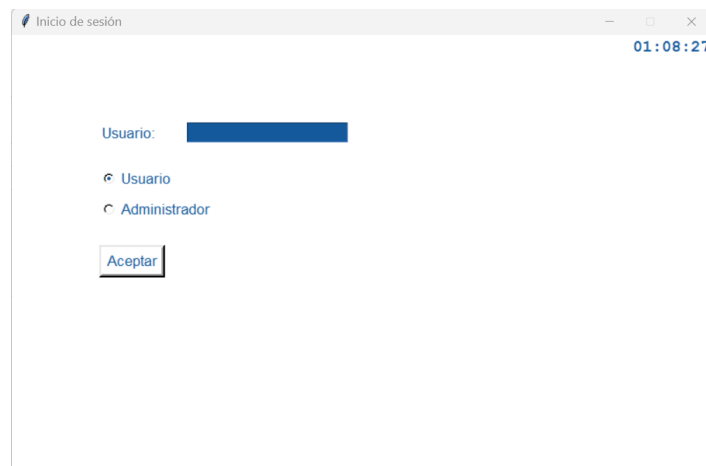 Inicio de sesión
01:08:27
Usuario:
Usuario
Administrador
Aceptar